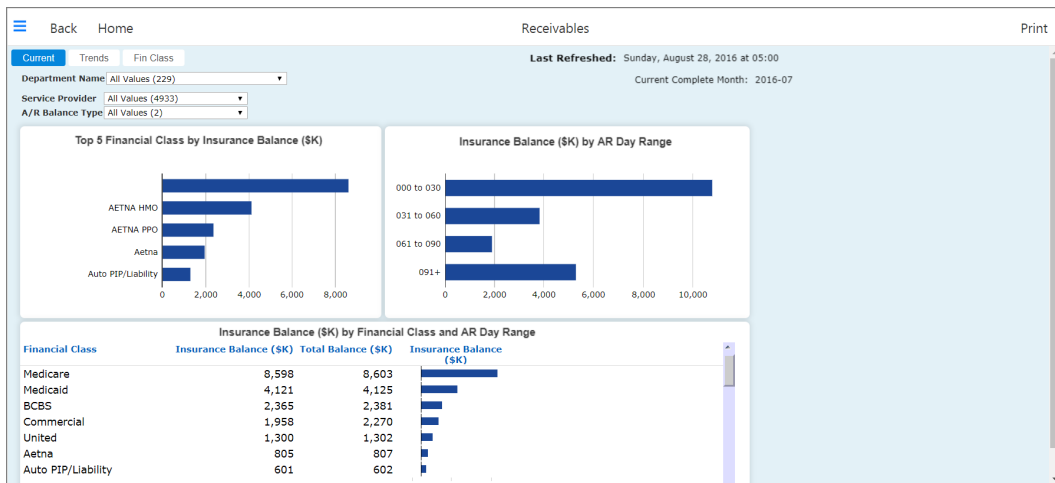 Back Home Receivables Print
Current Trends Fin Class
Last Refreshed: Sunday, August 28, 2016 at 05:00
Department Name All Values (229)
Current Complete Month: 2016-07
Service Provider All Values (4933)
A/R Balance Type All Values (2)
Top 5 Financial Class by Insurance Balance ($K)
AETNA HMO
AETNA PPO
Aetna
Auto PIP/Liability
0 2,000 4,000 6,000 8,000
Insurance Balance ($K) by AR Day Range
000 to 030
031 to 060
061 to 090
091+
0 2,000 4,000 6,000 8,000 10,000
Insurance Balance ($K) by Financial Class and AR Day Range
Financial Class Insurance Balance ($K) Total Balance ($K) Insurance Balance
($K)
Medicare 8,598 8,603
Medicaid 4,121 4,125
BCBS 2,365 2,381
Commercial 1,958 2,270
United 1,300 1,302
Aetna 805 807
Auto PIP/Liability 601 602